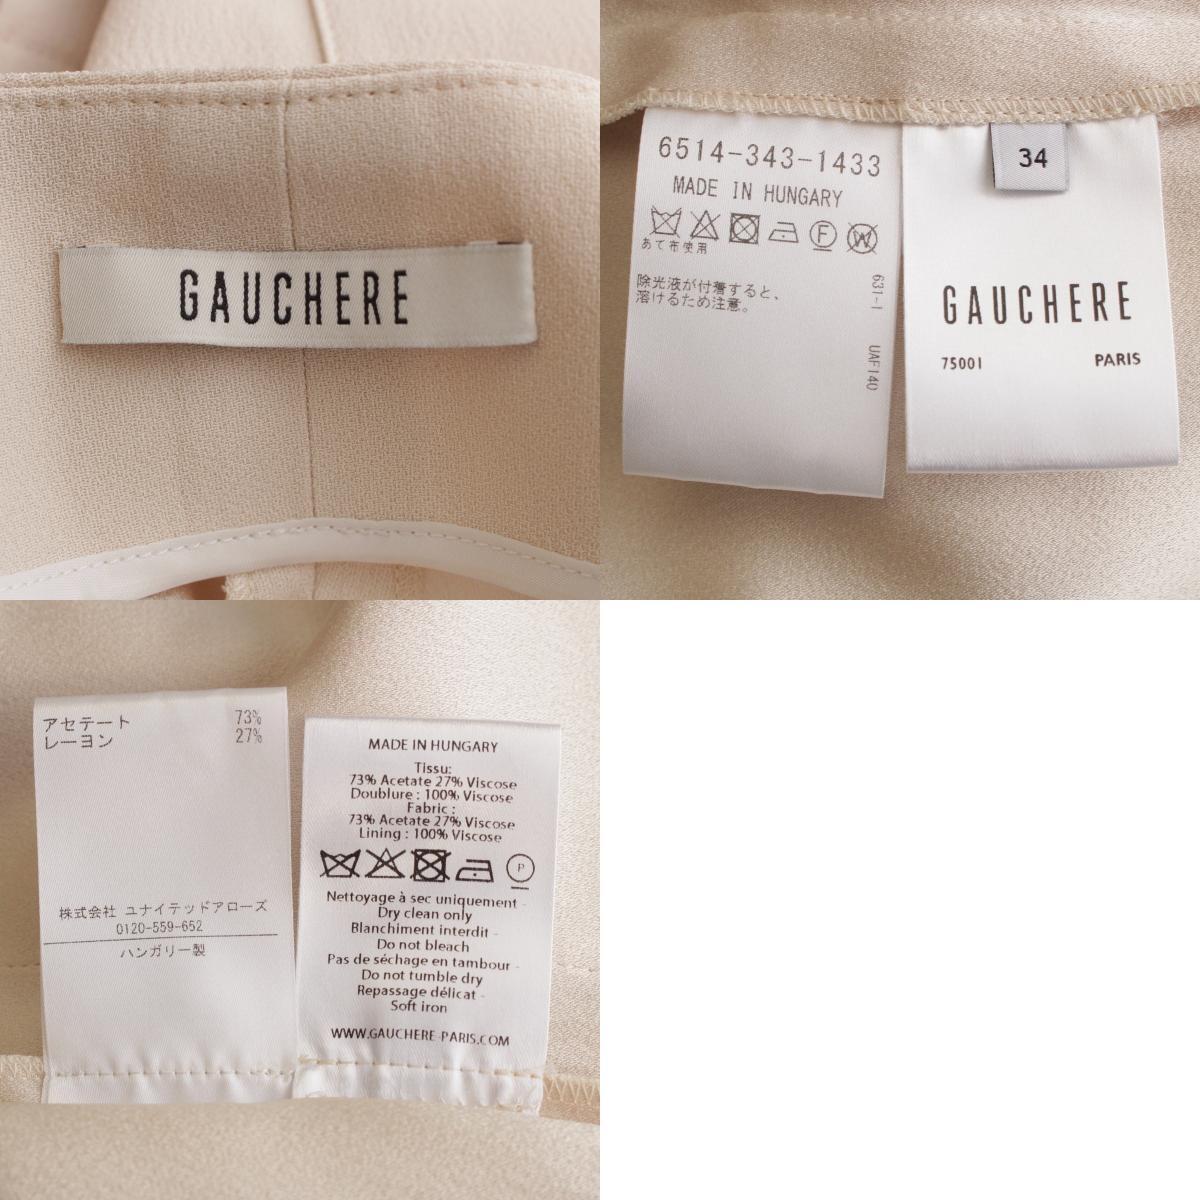 GAUCHERE
6514-343-1433
MADE IN HUNGARY
F
W
あて布使用
除光液が付着すると、
溶けるため注意。
631-1
UAF140
34
GAUCHERE
75001 PARIS
アセテート 73%
レーヨン 27%
株式会社 ユナイテッドアローズ
0120-559-652
ハンガリー製
MADE IN HUNGARY
Tissu:
73% Acetate 27% Viscose
Doublure : 100% Viscose
Fabric :
73% Acetate 27% Viscose
Lining : 100% Viscose
P
Nettoyage à sec uniquement -
Dry clean only
Blanchiment interdit -
Do not bleach
Pas de séchage en tambour -
Do not tumble dry
Repassage délicat -
Soft iron
WWW.GAUCHERE-PARIS.COM